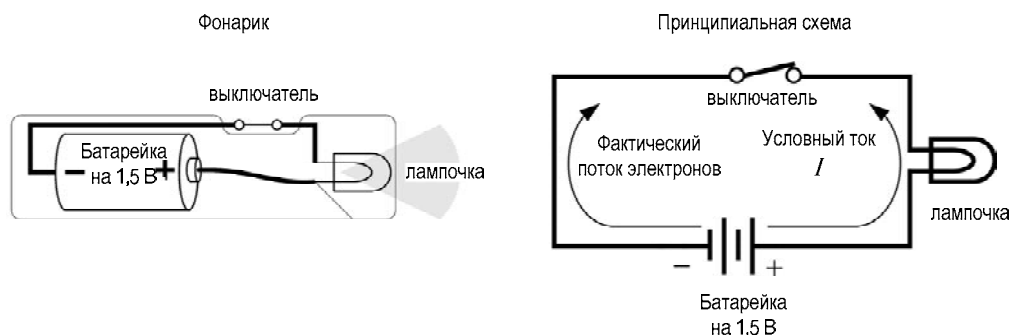 Фонарик
выключатель
Батарейка
на 1,5 В
− +
лампочка
Принципиальная схема
выключатель
Фактический
поток электронов
Условный ток
I
лампочка
− +
Батарейка
на 1,5 В